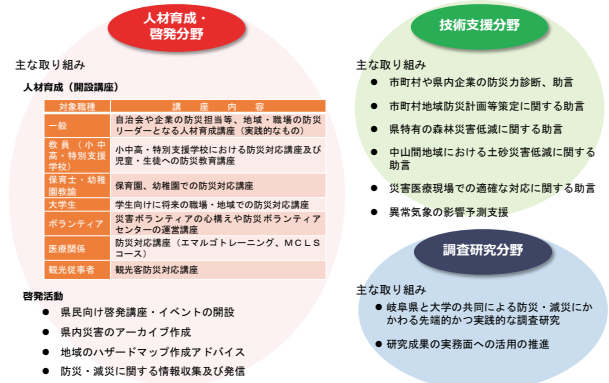 人材育成・
啓発分野
主な取り組み
人材育成（開設講座）
対象職種 講　座　内　容
一般 自治会や企業の防災担当等、地域・職場の防災
リーダーとなる人材育成講座（実践的なもの）
教員（小中
高・特別支援
学校） 小中高・特別支援学校における防災対応講座及び
児童・生徒への防災教育講座
保育士・幼稚
園教諭 保育園、幼稚園での防災対応講座
大学生 学生向けに将来の職場・地域での防災対応講座
ボランティア 災害ボランティアの心構えや防災ボランティア
センターの運営講座
医療関係 防災対応講座（エマルゴトレーニング、ＭＣＬＳ
コース）
観光従事者 観光客防災対応講座
啓発活動
● 県民向け啓発講座・イベントの開設
● 県内災害のアーカイブ作成
● 地域のハザードマップ作成アドバイス
● 防災・減災に関する情報収集及び発信
技術支援分野
主な取り組み
● 市町村や県内企業の防災力診断、助言
● 市町村地域防災計画等策定に関する助言
● 県特有の森林災害低減に関する助言
● 中山間地域における土砂災害低減に関する
助言
● 災害医療現場での適確な対応に関する助言
● 異常気象の影響予測支援
調査研究分野
主な取り組み
● 岐阜県と大学の共同による防災・減災にか
かわる先端的かつ実践的な調査研究
● 研究成果の実務面への活用の推進